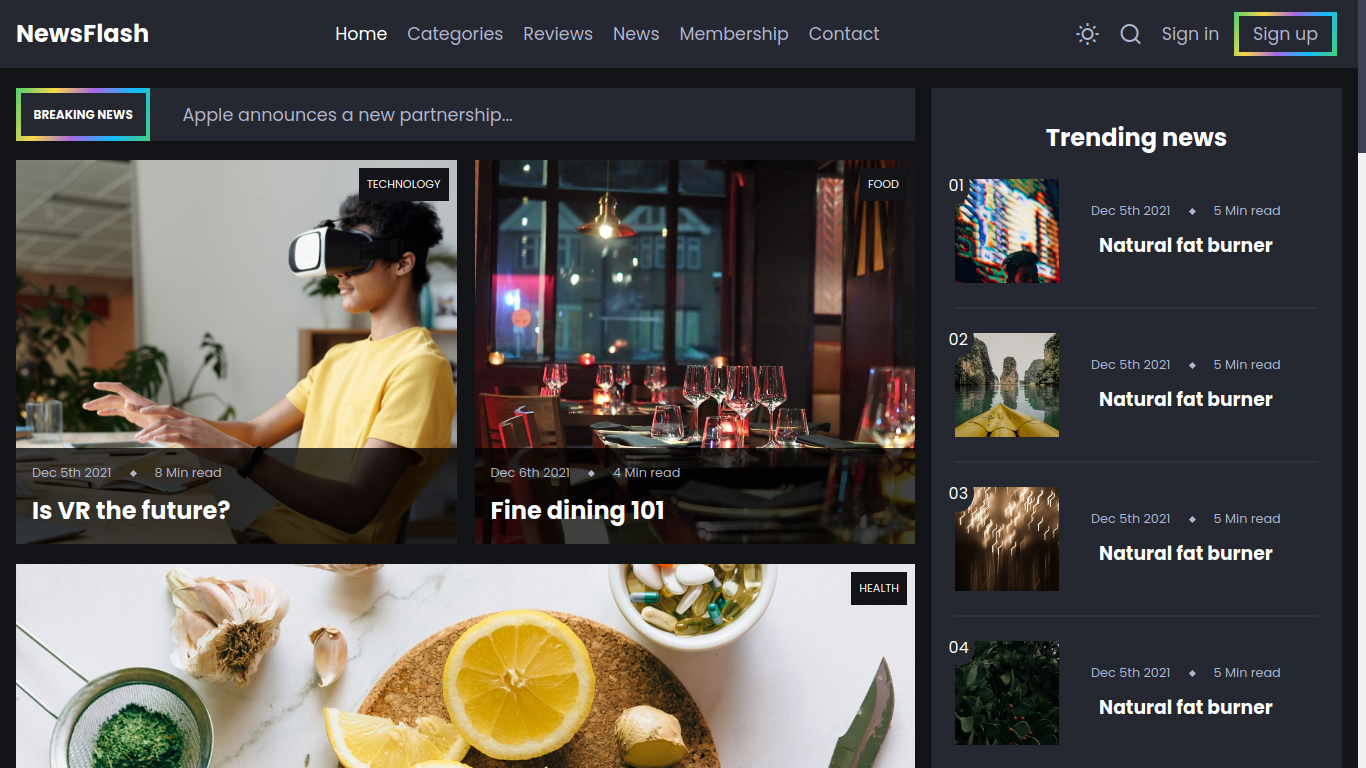 NewsFlash
Home Categories Reviews News Membership Contact
Sign in Sign up
BREAKING NEWS
Apple announces a new partnership...
TECHNOLOGY
Dec 5th 2021 ◆ 8 Min read
Is VR the future?
FOOD
Dec 6th 2021 ◆ 4 Min read
Fine dining 101
HEALTH
Trending news
01
Dec 5th 2021 ◆ 5 Min read
Natural fat burner
02
Dec 5th 2021 ◆ 5 Min read
Natural fat burner
03
Dec 5th 2021 ◆ 5 Min read
Natural fat burner
04
Dec 5th 2021 ◆ 5 Min read
Natural fat burner